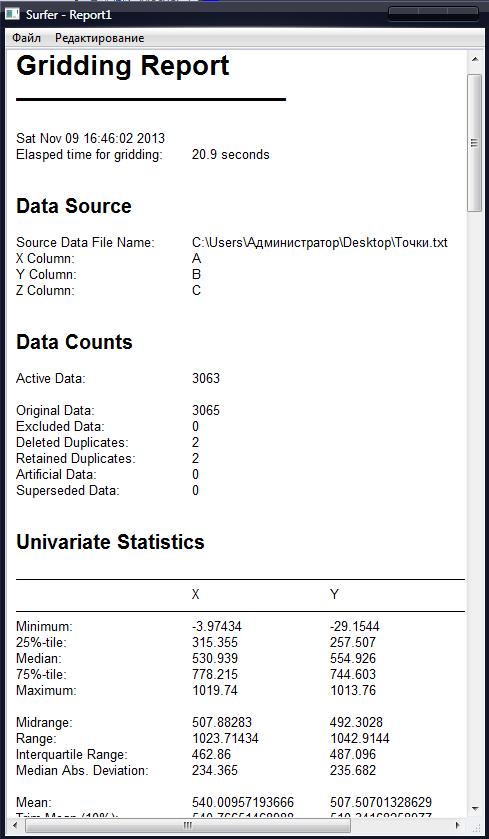 Surfer - Report1
Файл Редактирование
Gridding Report
Sat Nov 09 16:46:02 2013
Elasped time for gridding: 20.9 seconds
Data Source
Source Data File Name: C:\Users\Администратор\Desktop\Точки.txt
X Column: A
Y Column: B
Z Column: C
Data Counts
Active Data: 3063
Original Data: 3065
Excluded Data: 0
Deleted Duplicates: 2
Retained Duplicates: 2
Artificial Data: 0
Superseded Data: 0
Univariate Statistics
X Y
Minimum: -3.97434 -29.1544
25%-tile: 315.355 257.507
Median: 530.939 554.926
75%-tile: 778.215 744.603
Maximum: 1019.74 1013.76
Midrange: 507.88283 492.3028
Range: 1023.71434 1042.9144
Interquartile Range: 462.86 487.096
Median Abs. Deviation: 234.365 235.682
Mean: 540.00957193666 507.50701328629
Trim Mean (10%):